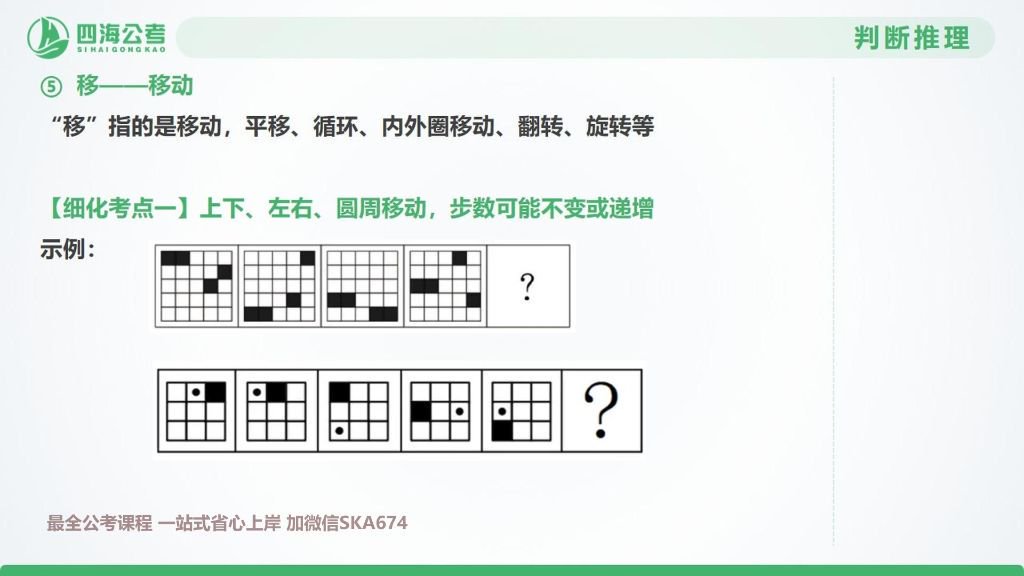 四海公考
SIHAIGONGKAO
判断推理
⑤ 移——移动
“移”指的是移动，平移、循环、内外圈移动、翻转、旋转等
【细化考点一】上下、左右、圆周移动，步数可能不变或递增
示例：
?
?
最全公考课程 一站式省心上岸 加微信SKA674